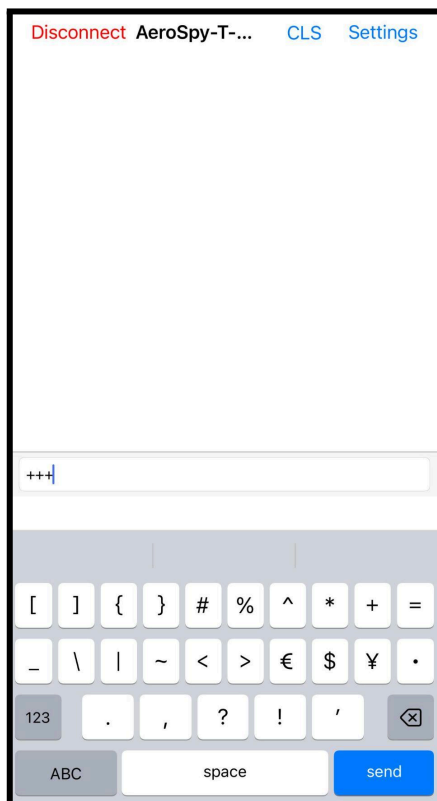 Disconnect AeroSpy-T-... CLS Settings
+++
[ ] { } # % ^ * + =
_ \ | ~ < > € $ ¥ •
123 . , ? ! ′
ABC space send